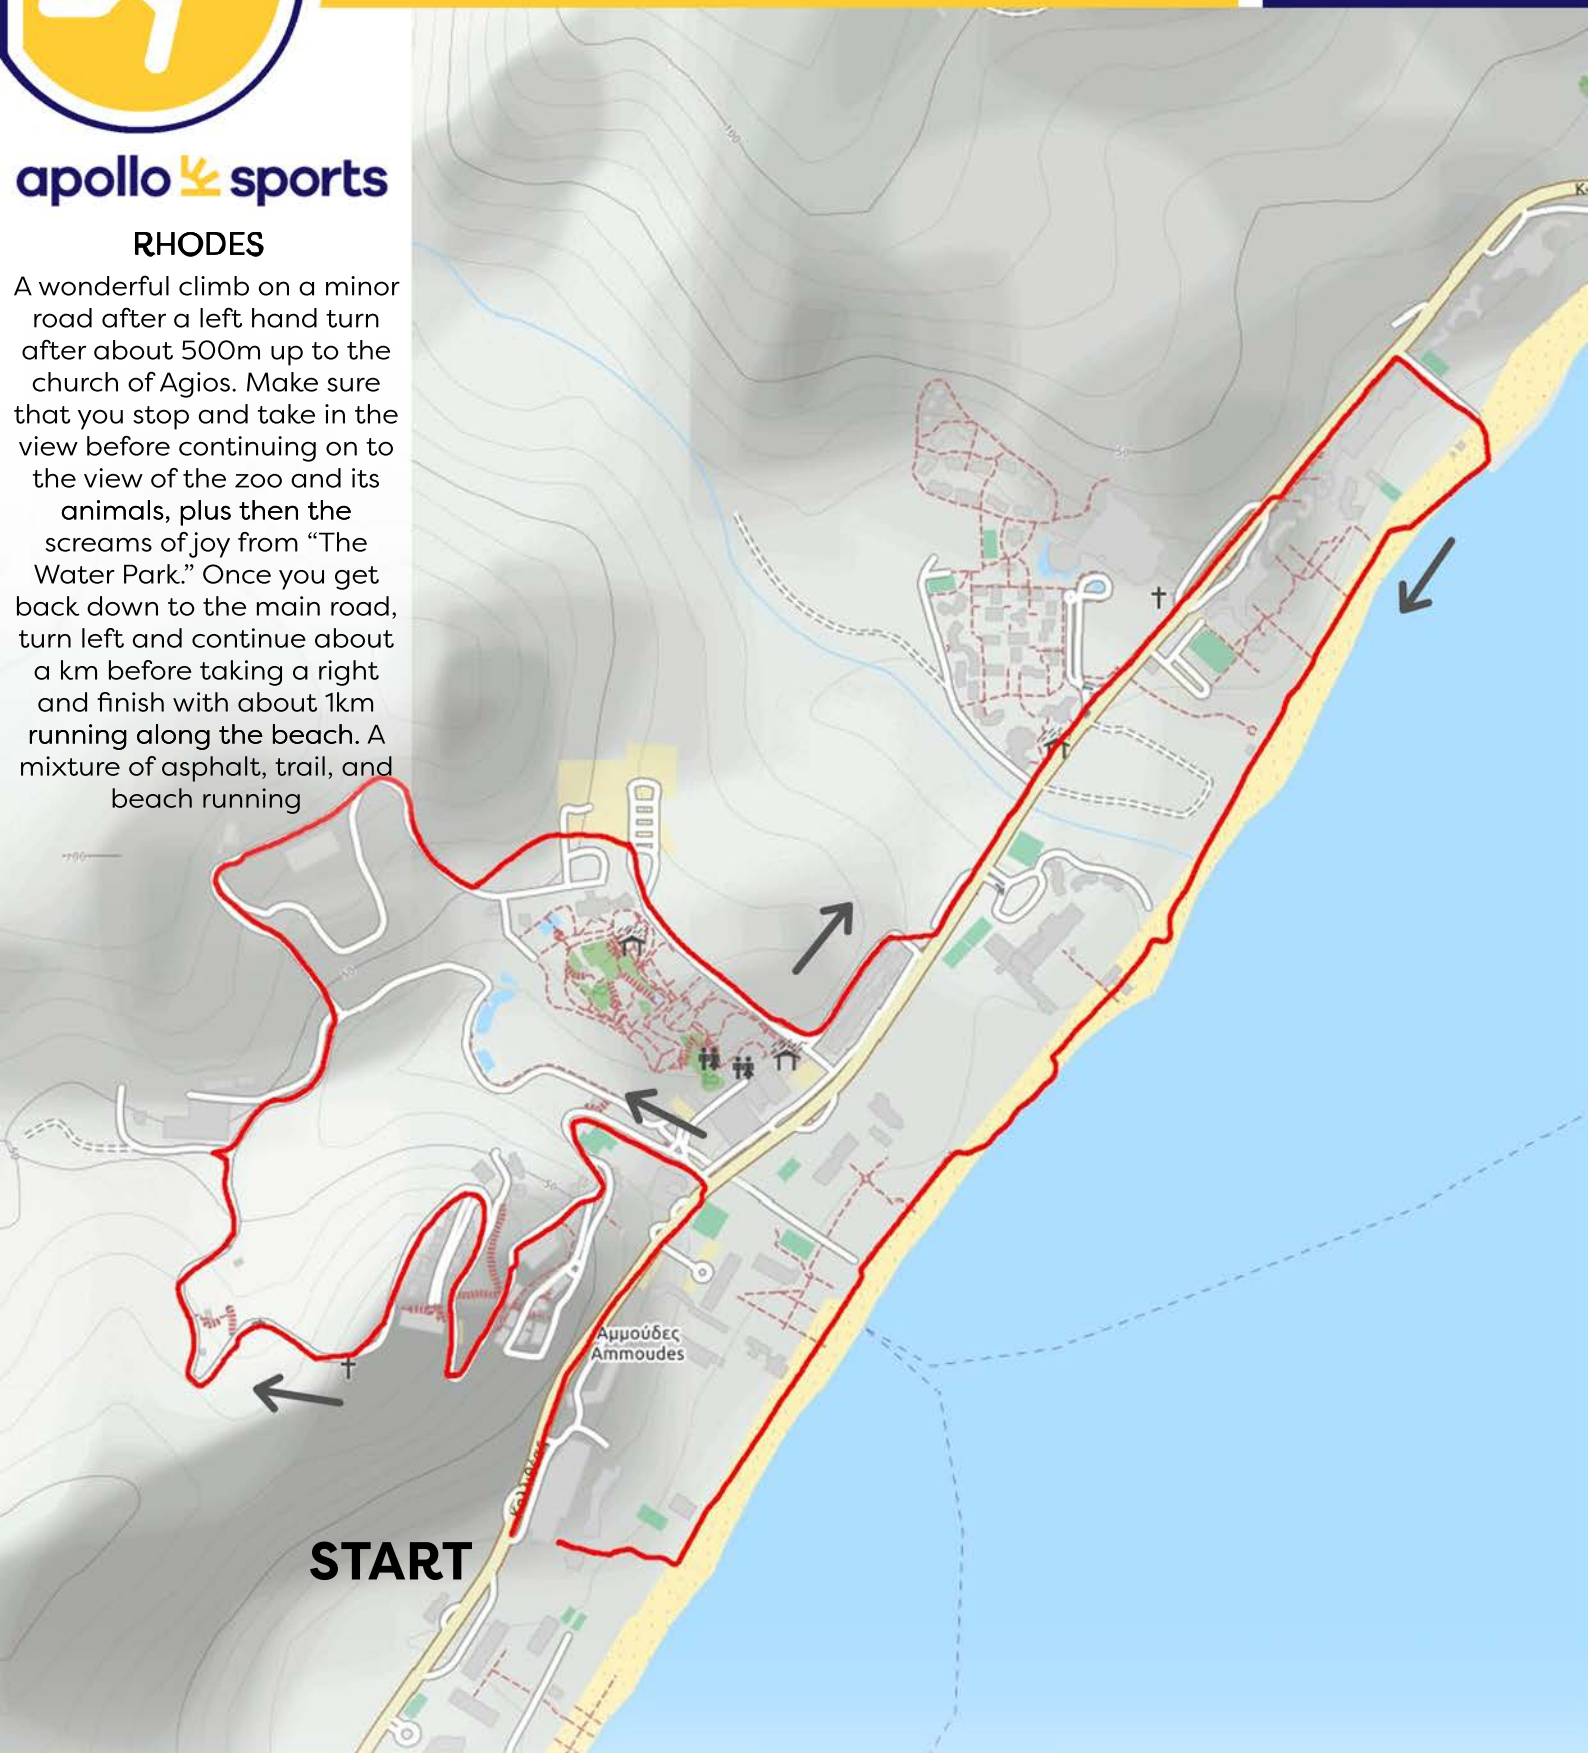 apollo sports
RHODES
A wonderful climb on a minor
road after a left hand turn
after about 500m up to the
church of Agios. Make sure
that you stop and take in the
view before continuing on to
the view of the zoo and its
animals, plus then the
screams of joy from “The
Water Park.” Once you get
back down to the main road,
turn left and continue about
a km before taking a right
and finish with about 1km
running along the beach. A
mixture of asphalt, trail, and
beach running
100
50
50
50
Αμμούδες
Ammoudes
START